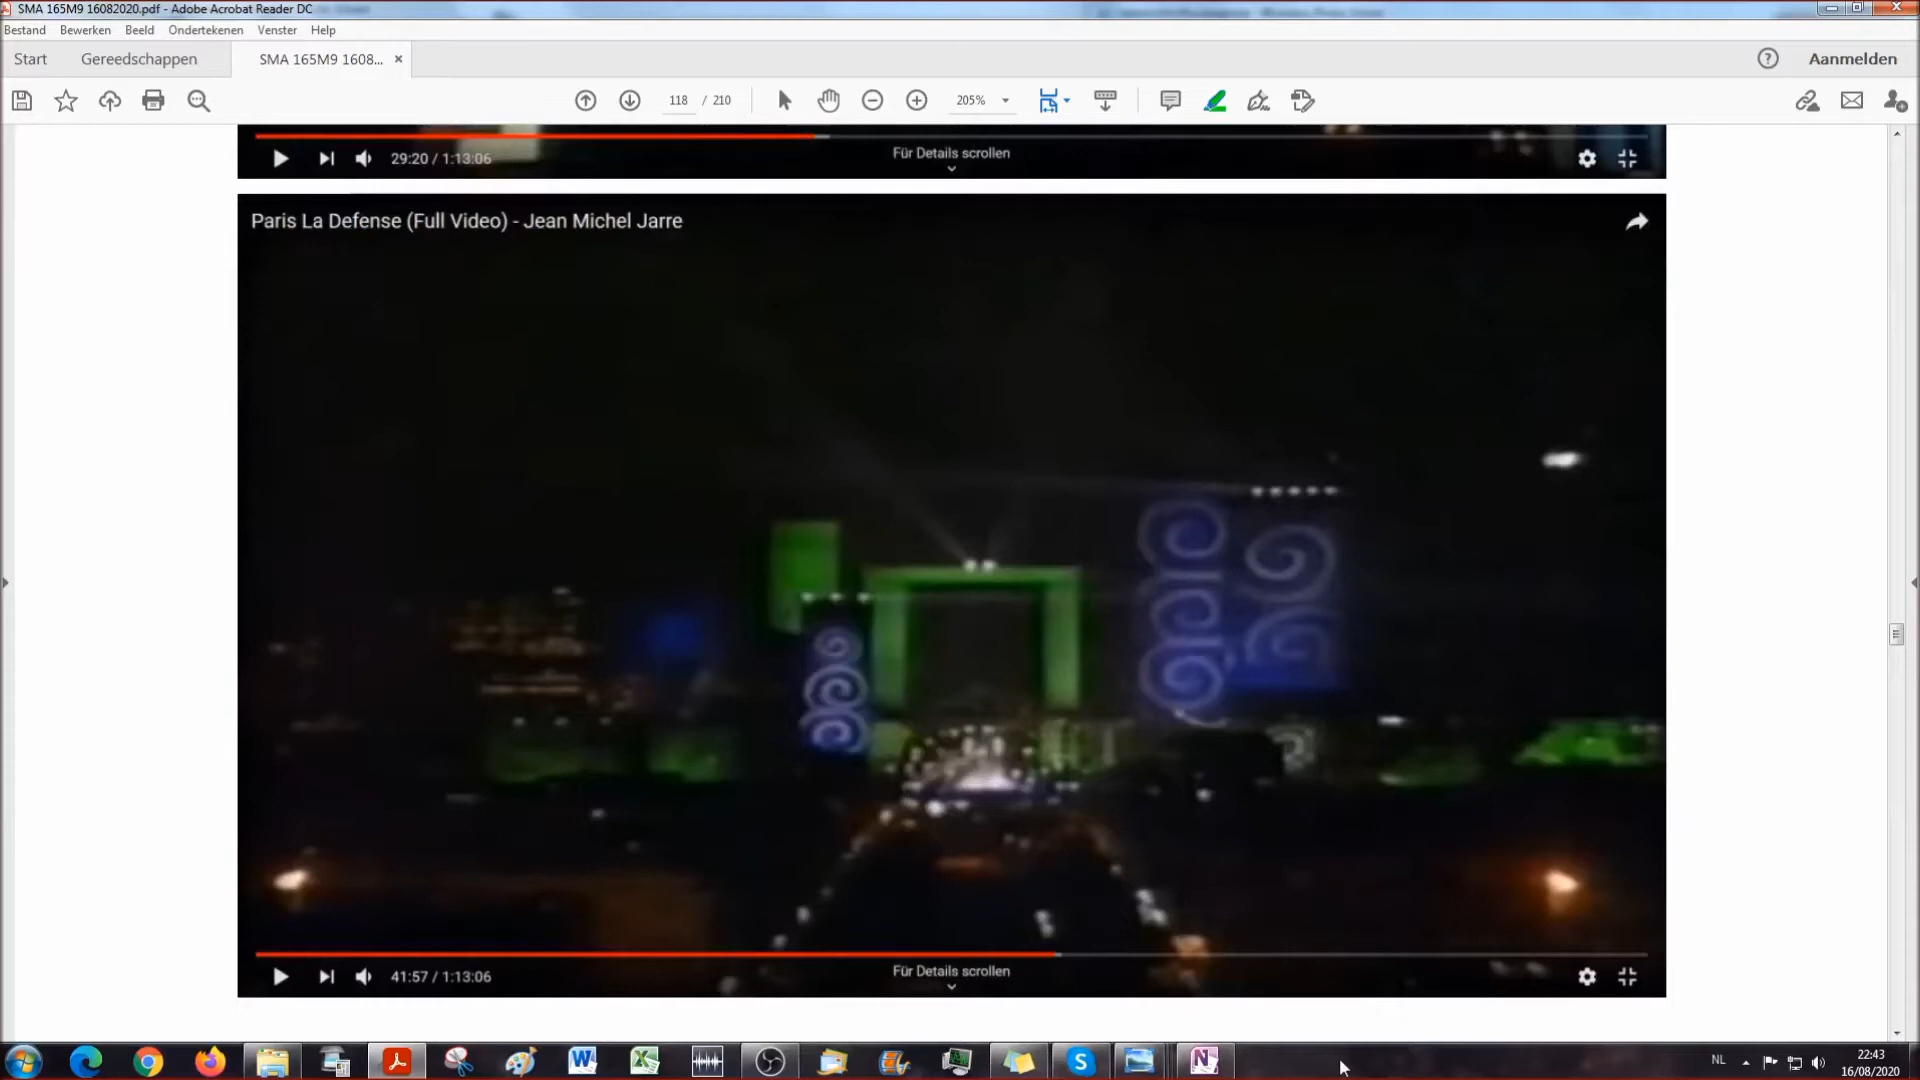 SMA 165M9 16082020.pdf - Adobe Acrobat Reader DC
Bestand Bewerken Beeld Ondertekenen Venster Help
Start Gereedschappen SMA 165M9 1608... × Aanmelden
118 / 210 205%
29:20 / 1:13:06 Für Details scrollen
Paris La Defense (Full Video) - Jean Michel Jarre
41:57 / 1:13:06 Für Details scrollen
NL 22:43
16/08/2020